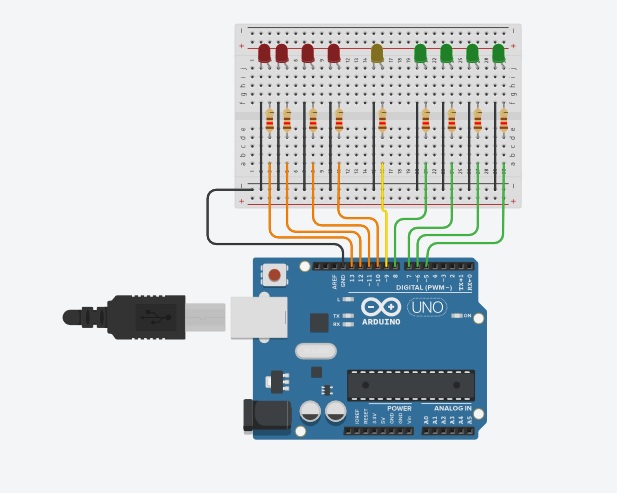 AREF
GND
13
12
~11
~10
~9
8
7
~6
~5
4
~3
2
TX→1
RX←0
DIGITAL (PWM~)
L
TX
RX
ARDUINO
UNO
ON
POWER
ANALOG IN
IOREF
RESET
3.3V
5V
GND
GND
Vin
A0
A1
A2
A3
A4
A5